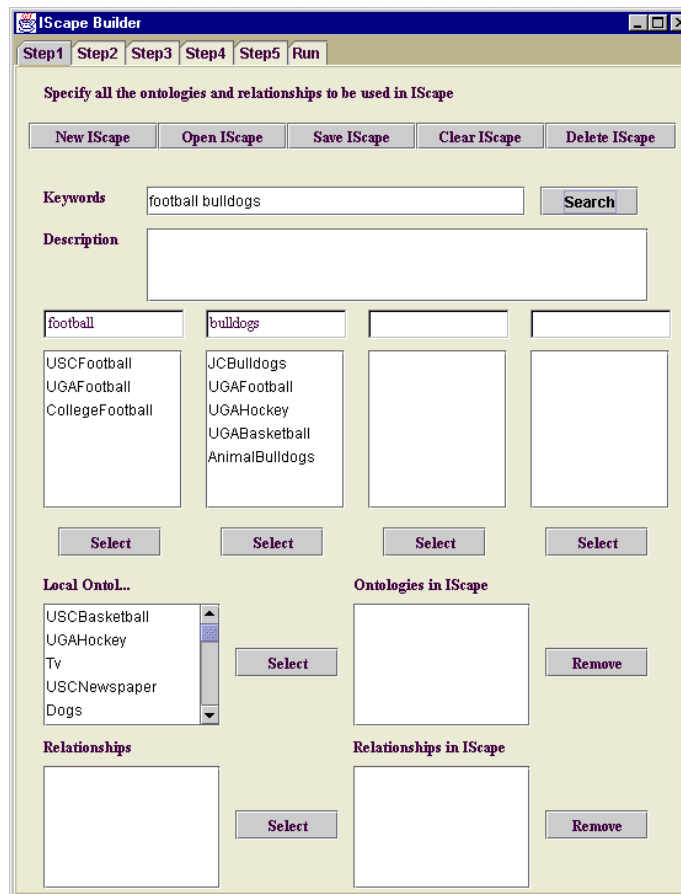 IScape Builder
Step1 Step2 Step3 Step4 Step5 Run
Specify all the ontologies and relationships to be used in IScape
New IScape Open IScape Save IScape Clear IScape Delete IScape
Keywords football bulldogs Search
Description
football bulldogs
USCFootball JCBulldogs
UGAFootball UGAFootball
CollegeFootball UGAHockey
UGABasketball
AnimalBulldogs
Select Select Select Select
Local Ontol... Ontologies in IScape
USCBasketball
UGAHockey
Tv
Select Remove
USCNewspaper
Dogs
Relationships Relationships in IScape
Select Remove